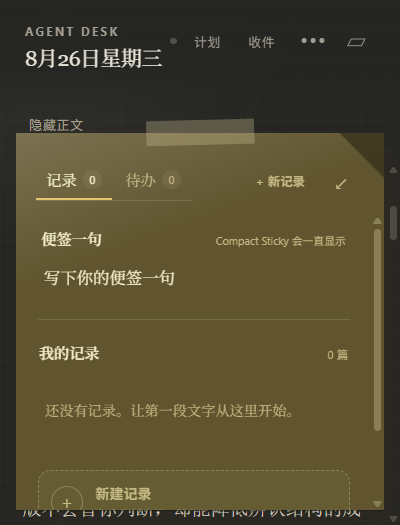 AGENT DESK
8月26日星期三
计划 收件 •••
隐藏正文
记录 0 待办 0 + 新记录
便签一句 Compact Sticky 会一直显示
写下你的便签一句
我的记录 0 篇
还没有记录。让第一段文字从这里开始。
+ 新建记录